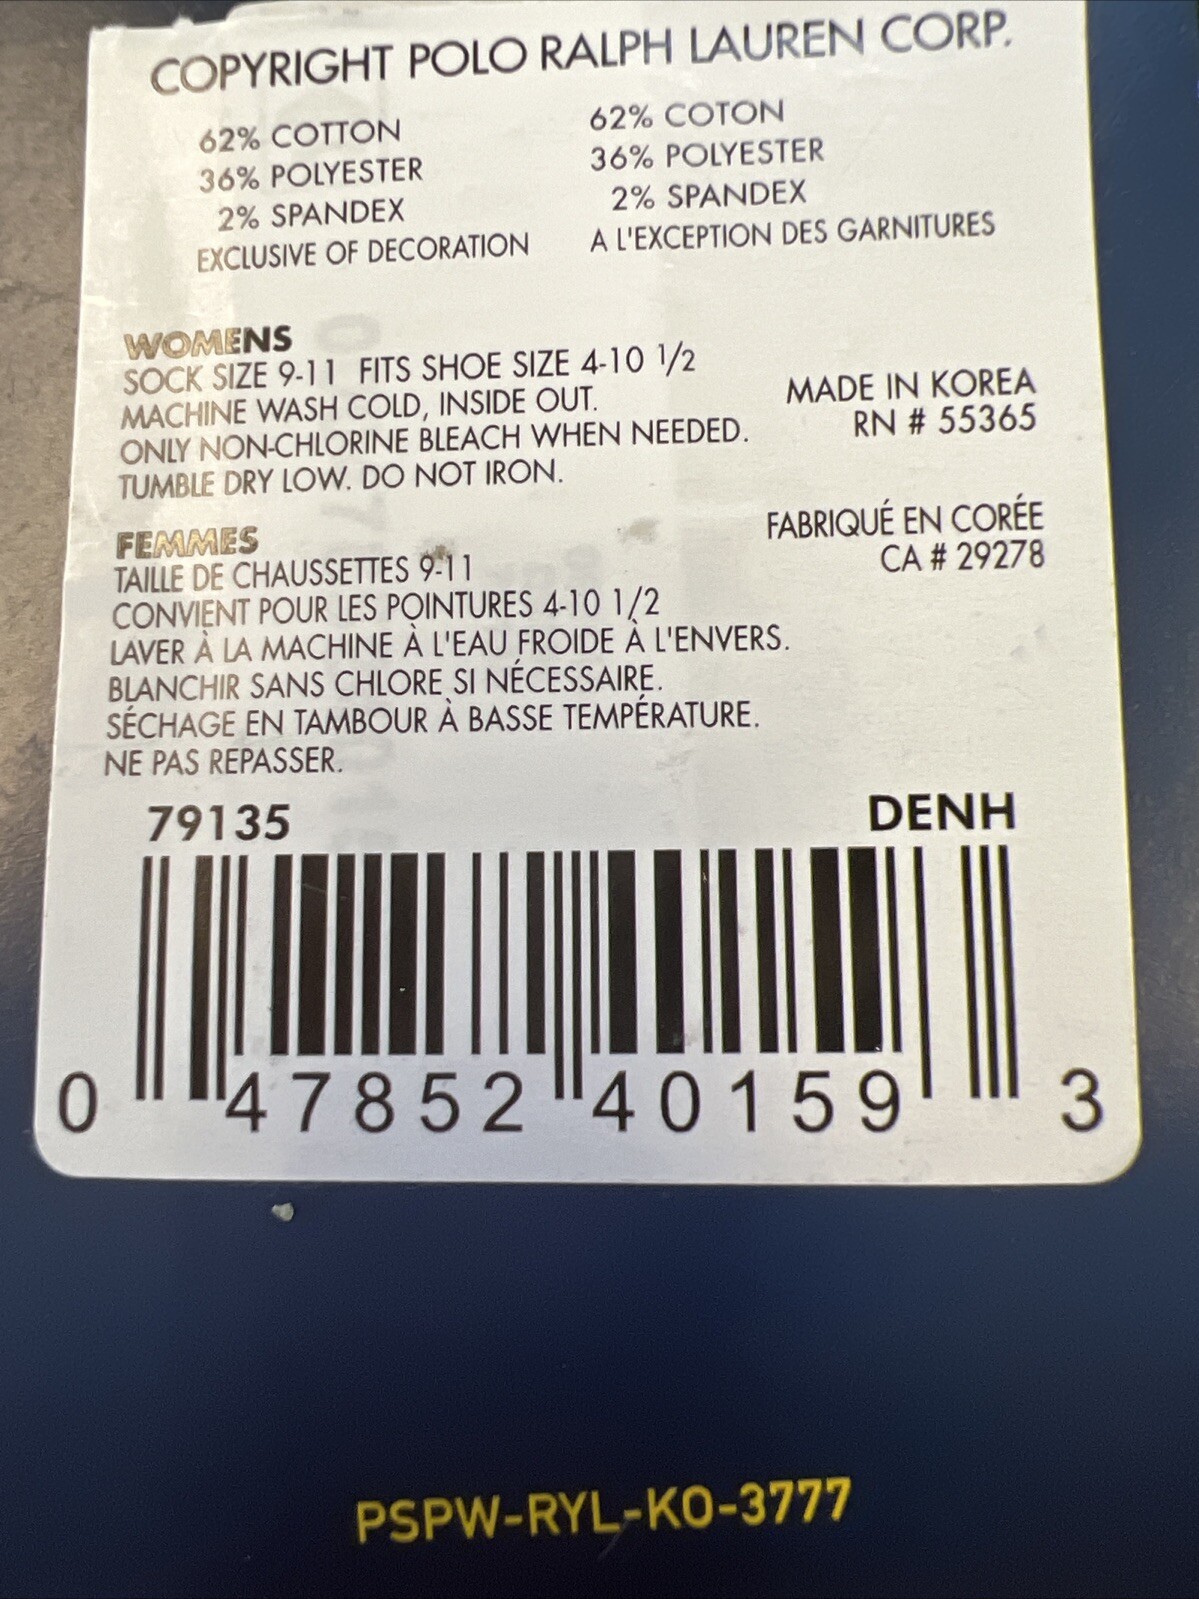 COPYRIGHT POLO RALPH LAUREN CORP.
62% COTTON
36% POLYESTER
2% SPANDEX
EXCLUSIVE OF DECORATION
62% COTON
36% POLYESTER
2% SPANDEX
A L'EXCEPTION DES GARNITURES
WOMENS
SOCK SIZE 9-11 FITS SHOE SIZE 4-10 1/2
MACHINE WASH COLD, INSIDE OUT.
ONLY NON-CHLORINE BLEACH WHEN NEEDED.
TUMBLE DRY LOW. DO NOT IRON.
MADE IN KOREA
RN # 55365
FEMMES
TAILLE DE CHAUSSETTES 9-11
CONVIENT POUR LES POINTURES 4-10 1/2
LAVER À LA MACHINE À L'EAU FROIDE À L'ENVERS.
BLANCHIR SANS CHLORE SI NÉCESSAIRE.
SÉCHAGE EN TAMBOUR À BASSE TEMPÉRATURE.
NE PAS REPASSER.
FABRIQUÉ EN CORÉE
CA # 29278
79135 DENH
0 47852 40159 3
PSPW-RYL-KO-3777